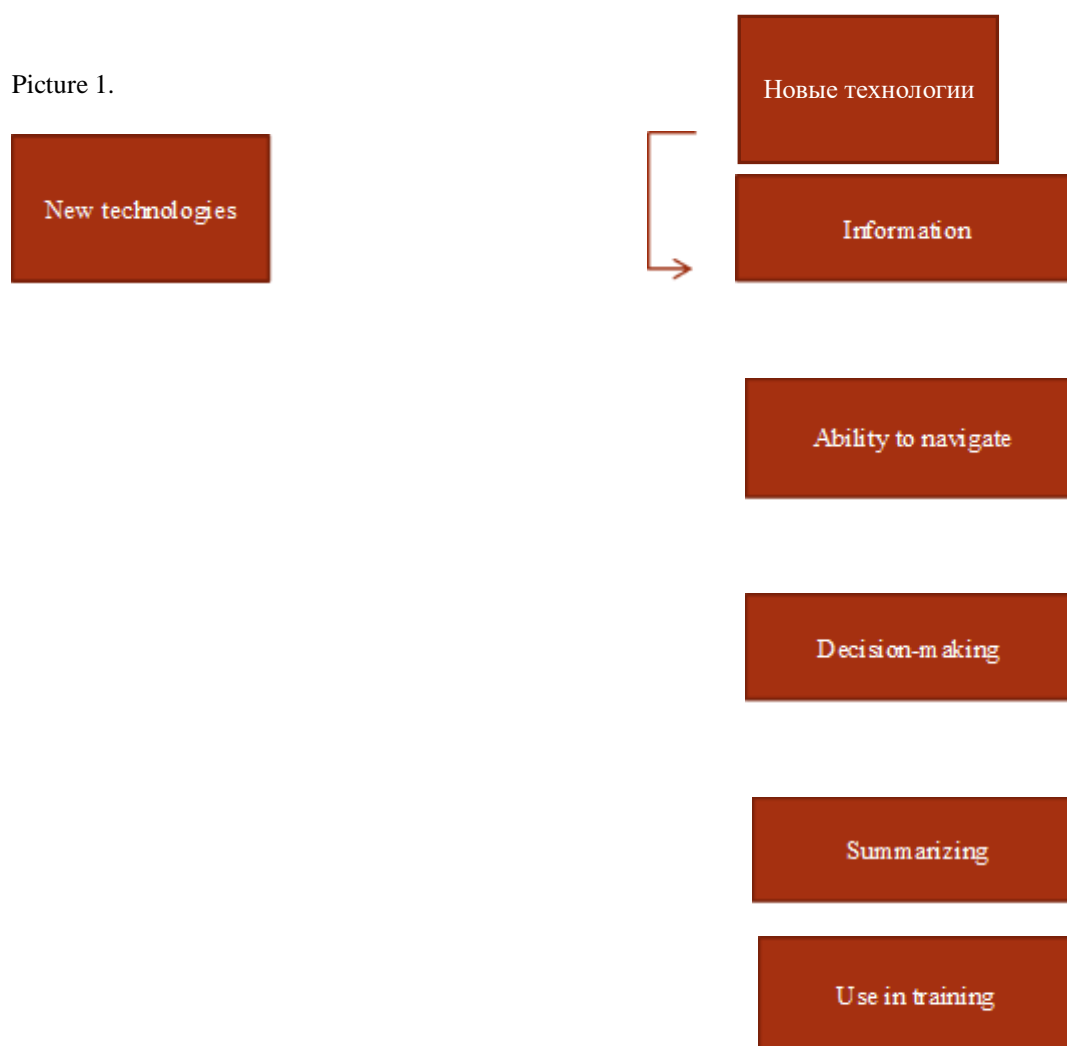 Picture 1.
Новые технологии
New technologies
Information
Ability to navigate
Decision-making
Summarizing
Use in training